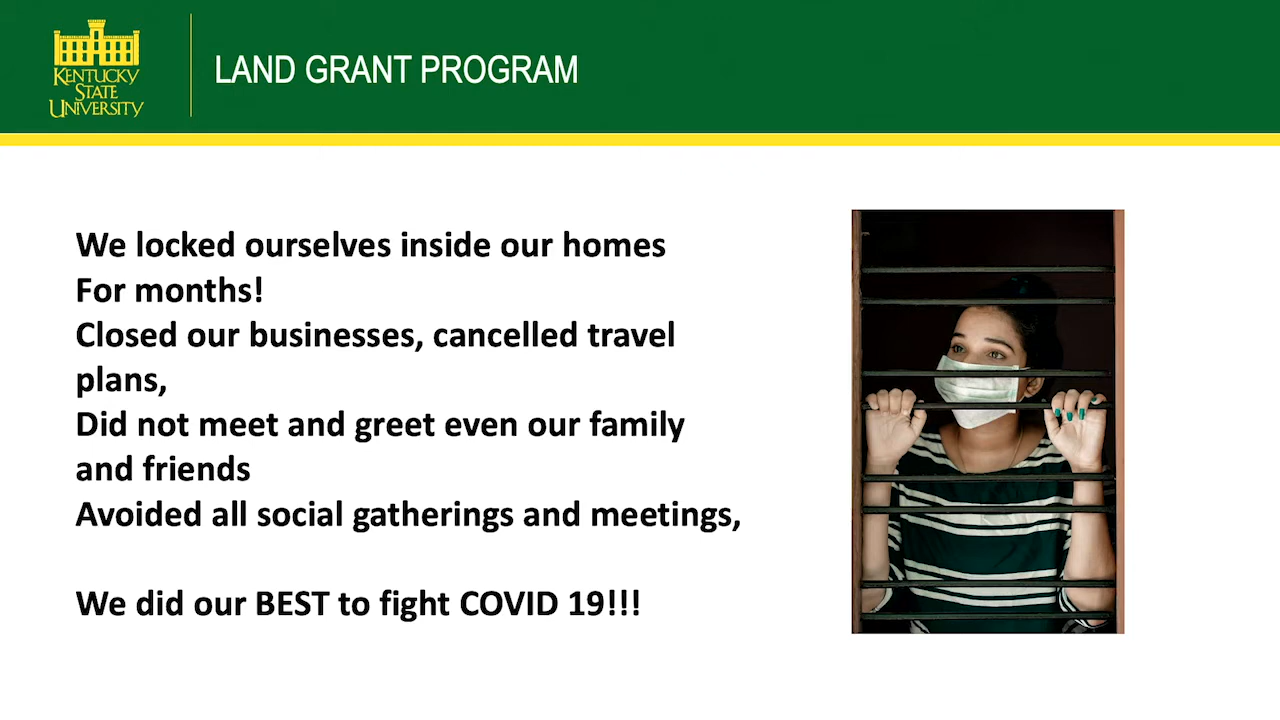 KENTUCKY
STATE
UNIVERSITY
LAND GRANT PROGRAM
We locked ourselves inside our homes
For months!
Closed our businesses, cancelled travel
plans,
Did not meet and greet even our family
and friends
Avoided all social gatherings and meetings,
We did our BEST to fight COVID 19!!!